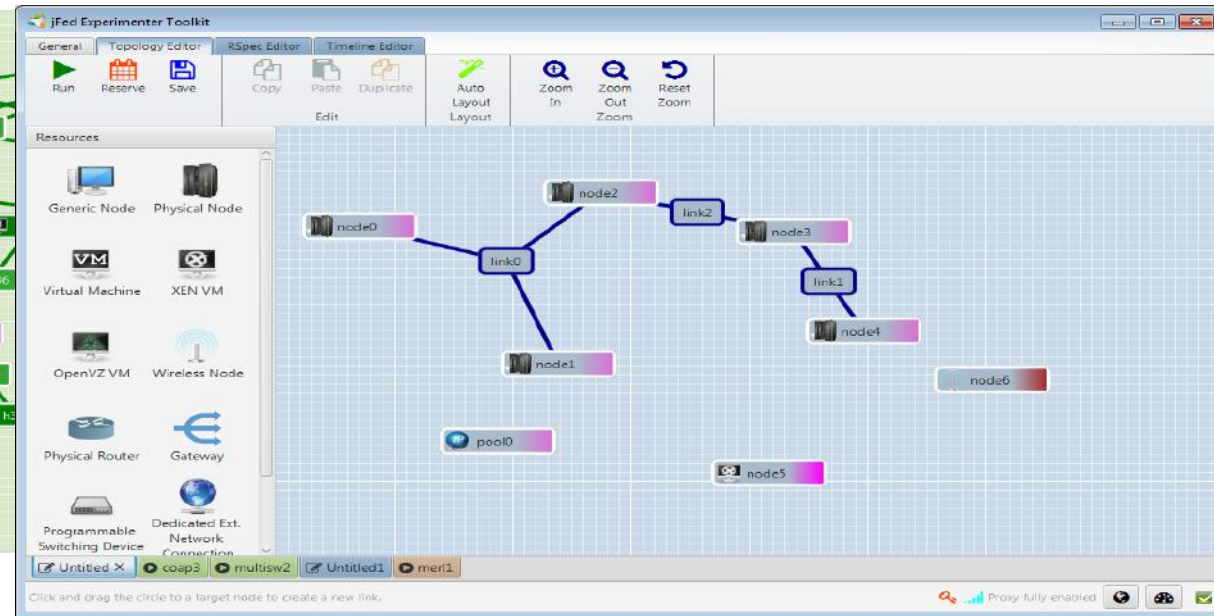 jFed Experimenter Toolkit
General Topology Editor RSpec Editor Timeline Editor
Run Reserve Save Copy Paste Duplicate Auto Layout Zoom In Zoom Out Reset Zoom
Edit Layout Zoom
Resources
Generic Node Physical Node
Virtual Machine XEN VM
OpenVZ VM Wireless Node
Physical Router Gateway
Programmable Switching Device
Dedicated Ext. Network Connection
node2
link2
node0
node3
link0
link1
node4
node1
node6
pool0
node5
VM
Untitled coap3 multisw2 Untitled1 merl1
Click and drag the circle to a target node to create a new link.
Proxy fully enabled